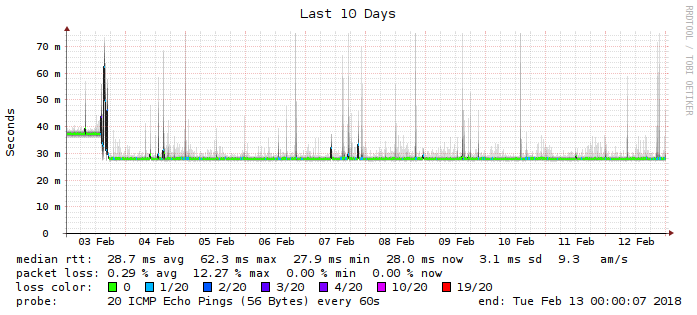 Last 10 Days
RRDTOOL / TOBI OETIKER
Seconds
70 m
60 m
50 m
40 m
30 m
20 m
10 m
0
03 Feb 04 Feb 05 Feb 06 Feb 07 Feb 08 Feb 09 Feb 10 Feb 11 Feb 12 Feb
median rtt: 28.7 ms avg 62.3 ms max 27.9 ms min 28.0 ms now 3.1 ms sd 9.3 am/s
packet loss: 0.29 % avg 12.27 % max 0.00 % min 0.00 % now
loss color: 0 1/20 2/20 3/20 4/20 10/20 19/20
probe: 20 ICMP Echo Pings (56 Bytes) every 60s end: Tue Feb 13 00:00:07 2018